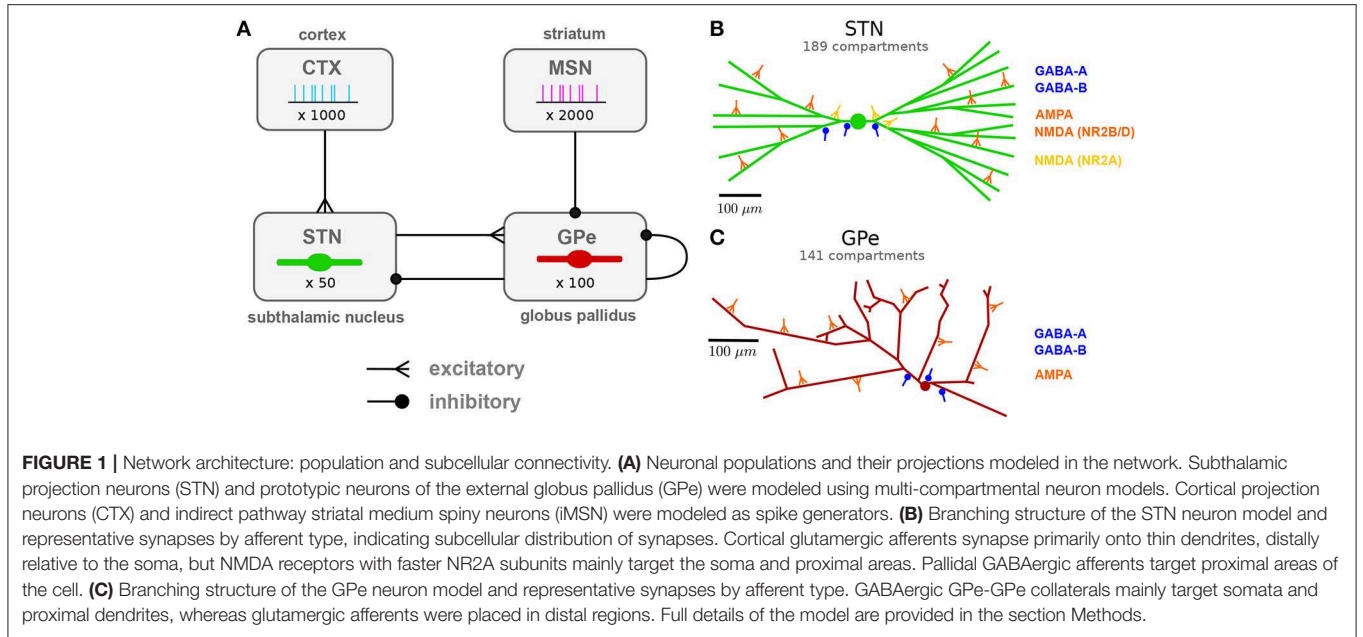 A
cortex
CTX
x 1000
striatum
MSN
x 2000
STN
x 50
subthalamic nucleus
GPe
x 100
globus pallidus
excitatory
inhibitory
B
STN
189 compartments
GABA-A
GABA-B
AMPA
NMDA (NR2B/D)
NMDA (NR2A)
100 μm
C
GPe
141 compartments
100 μm
GABA-A
GABA-B
AMPA
FIGURE 1 | Network architecture: population and subcellular connectivity. (A) Neuronal populations and their projections modeled in the network. Subthalamic
projection neurons (STN) and prototypic neurons of the external globus pallidus (GPe) were modeled using multi-compartmental neuron models. Cortical projection
neurons (CTX) and indirect pathway striatal medium spiny neurons (iMSN) were modeled as spike generators. (B) Branching structure of the STN neuron model and
representative synapses by afferent type, indicating subcellular distribution of synapses. Cortical glutamergic afferents synapse primarily onto thin dendrites, distally
relative to the soma, but NMDA receptors with faster NR2A subunits mainly target the soma and proximal areas. Pallidal GABAergic afferents target proximal areas of
the cell. (C) Branching structure of the GPe neuron model and representative synapses by afferent type. GABAergic GPe-GPe collaterals mainly target somata and
proximal dendrites, whereas glutamergic afferents were placed in distal regions. Full details of the model are provided in the section Methods.